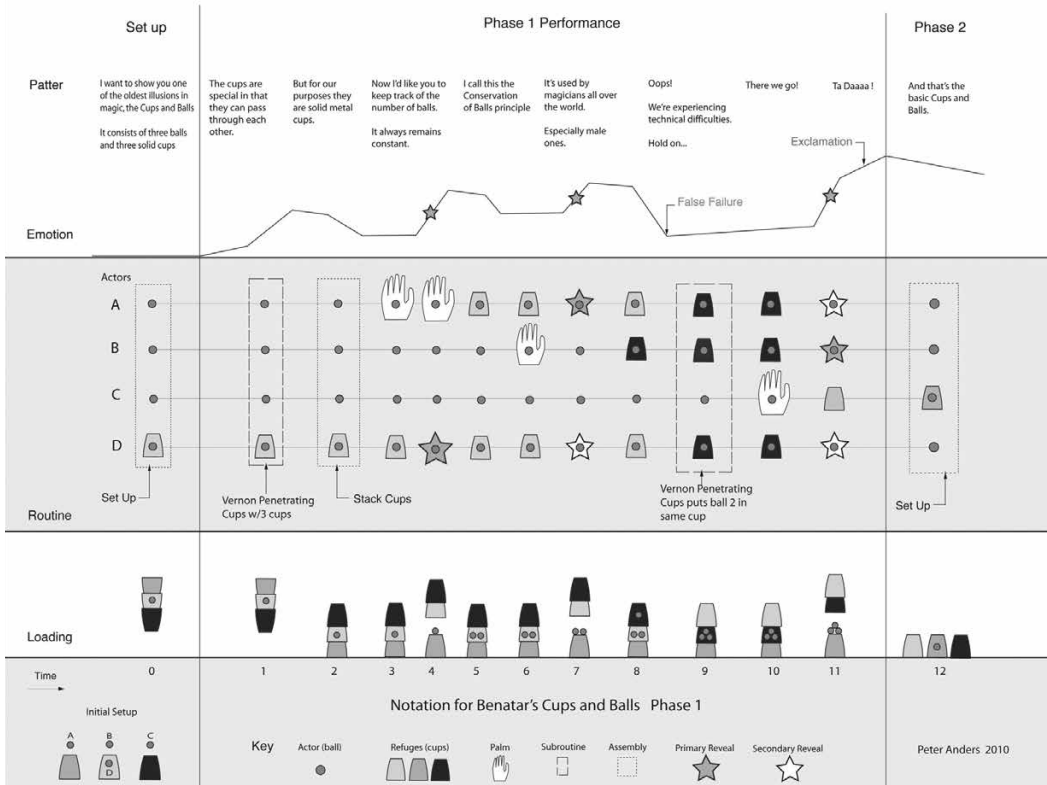 Set up
Phase 1 Performance
Phase 2
Patter
I want to show you one
of the oldest illusions in
magic, the Cups and Balls
It consists of three balls
and three solid cups
The cups are
special in that
they can pass
through each
other.
But for our
purposes they
are solid metal
cups.
Now I'd like you to
keep track of the
number of balls.
It always remains
constant.
I call this the
Conservation
of Balls principle
It's used by
magicians all over
the world.
Especially male
ones.
Oops!
We're experiencing
technical difficulties.
Hold on...
There we go!
Ta Daaaa !
And that's the
basic Cups and
Balls.
Exclamation
False Failure
Emotion
Actors
A
B
C
D
Set Up
Vernon Penetrating
Cups w/3 cups
Stack Cups
Vernon Penetrating
Cups puts ball 2 in
same cup
Set Up
Routine
Loading
Time
0
1
2
3
4
5
6
7
8
9
10
11
12
Notation for Benatar's Cups and Balls Phase 1
Initial Setup
A
B
C
D
Key
Actor (ball)
Refuges (cups)
Palm
Subroutine
Assembly
Primary Reveal
Secondary Reveal
Peter Anders 2010